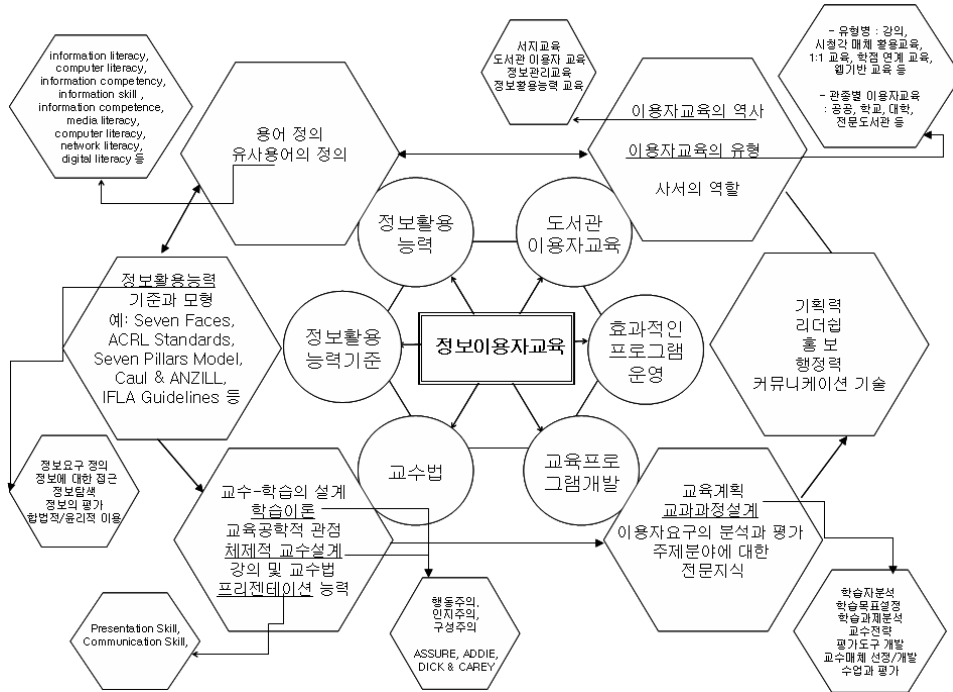 information literacy,
computer literacy,
information competency,
information skill ,
information competence,
media literacy,
computer literacy,
network literacy,
digital literacy 등
용어 정의
유사용어의 정의
서지교육
도서관 이용자 교육
정보관리교육
정보활용능력 교육
이용자교육의 역사
이용자교육의 유형
사서의 역할
- 유형별 : 강의,
시청각 매체 활용교육,
1:1 교육, 학점 연계 교육,
웹기반 교육 등
- 관종별 이용자교육
: 공공, 학교, 대학,
전문도서관 등
정보활용
능력
도서관
이용자교육
정보활용능력
기준과 모형
예: Seven Faces,
ACRL Standards,
Seven Pillars Model,
Caul & ANZILL,
IFLA Guidelines 등
정보활용
능력기준
정보이용자교육
효과적인
프로그램
운영
기획력
리더쉽
홍 보
행정력
커뮤니케이션 기술
교수법
교육프로
그램개발
정보요구 정의
정보에 대한 접근
정보탐색
정보의 평가
합법적/윤리적 이용
교수-학습의 설계
학습이론
교육공학적 관점
체제적 교수설계
강의 및 교수법
프리젠테이션 능력
교육계획
교과과정설계
이용자요구의 분석과 평가
주제분야에 대한
전문지식
Presentation Skill,
Communication Skill,
행동주의,
인지주의,
구성주의
ASSURE, ADDIE,
DICK & CAREY
학습자분석
학습목표설정
학습과제분석
교수전략
평가도구 개발
교수매체 선정/개발
수업과 평가